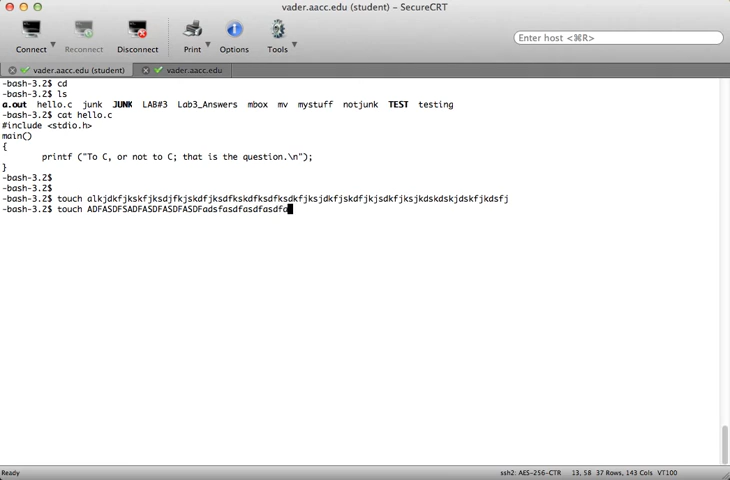 vader.aacc.edu (student) – SecureCRT
Connect Reconnect Disconnect Print Options Tools
Enter host <⌘R>
vader.aacc.edu (student) vader.aacc.edu
-bash-3.2$ cd
-bash-3.2$ ls
a.out hello.c junk JUNK LAB#3 Lab3_Answers mbox mv mystuff notjunk TEST testing
-bash-3.2$ cat hello.c
#include <stdio.h>
main()
{
printf ("To C, or not to C; that is the question.\n");
}
-bash-3.2$
-bash-3.2$
-bash-3.2$ touch alkjdkfjkskfjksdjfkjskdfjksdfkskdfksdfksdkfjksjdkfjskdfjkjsdkfjksjkdskdskjdskfjkdsfj
-bash-3.2$ touch ADFASDFSADFASDFASDFASDFadsfasdfasdfasdfa
Ready
ssh2: AES-256-CTR 13, 58 37 Rows, 143 Cols VT100